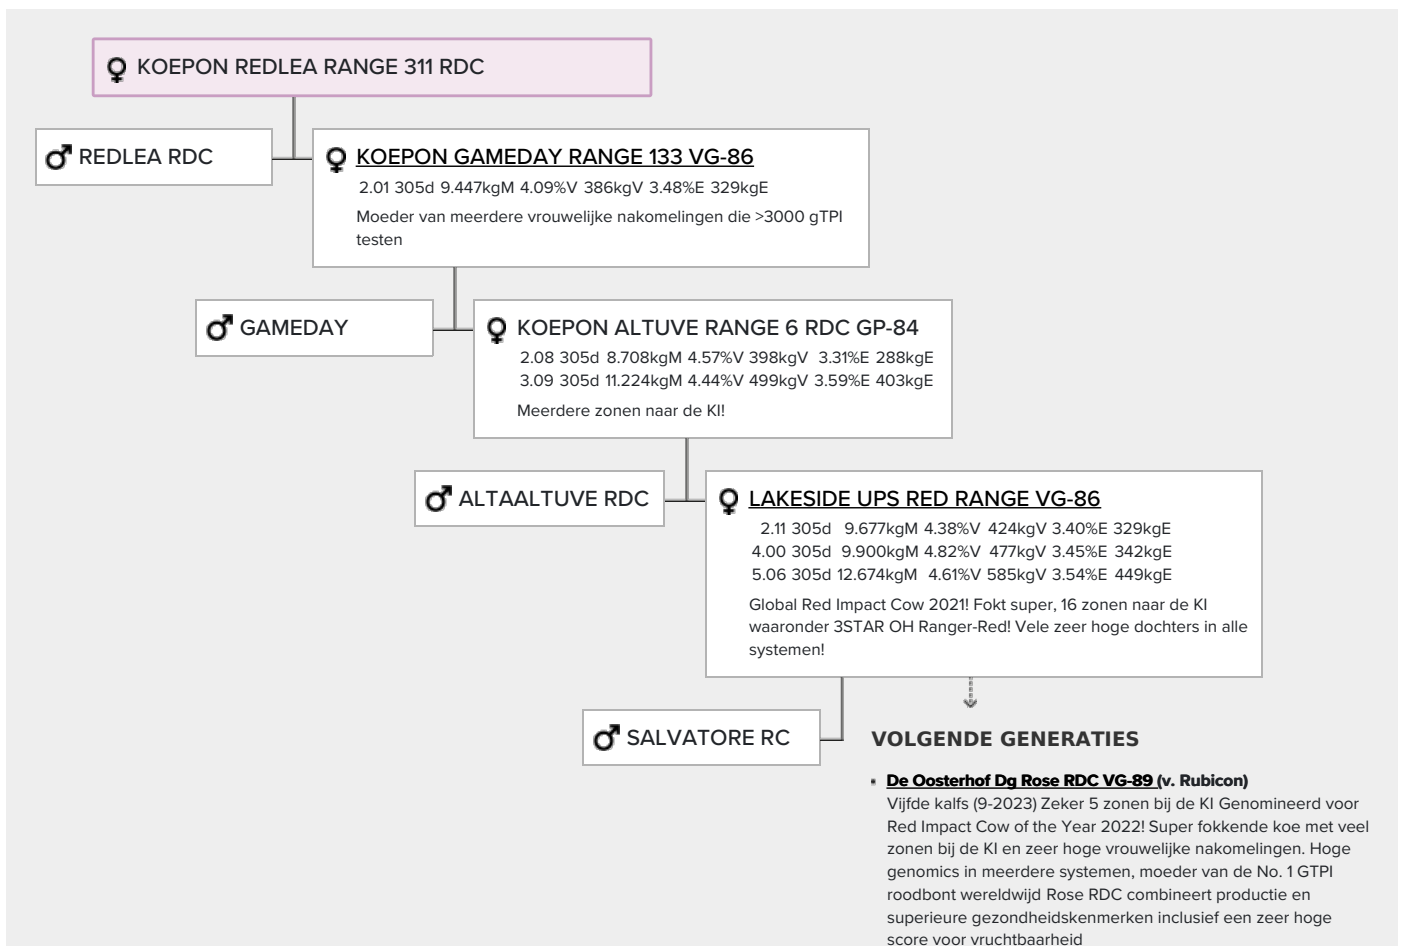 KOEPON REDLEA RANGE 311 RDC
REDLEA RDC
KOEPON GAMEDAY RANGE 133 VG-86
2.01 305d 9.447kgM 4.09%V 386kgV 3.48%E 329kgE
Moeder van meerdere vrouwelijke nakomelingen die >3000 gTPI
testen
GAMEDAY
KOEPON ALTUVE RANGE 6 RDC GP-84
2.08 305d 8.708kgM 4.57%V 398kgV 3.31%E 288kgE
3.09 305d 11.224kgM 4.44%V 499kgV 3.59%E 403kgE
Meerdere zonen naar de KI!
ALTAALTUVE RDC
LAKESIDE UPS RED RANGE VG-86
2.11 305d 9.677kgM 4.38%V 424kgV 3.40%E 329kgE
4.00 305d 9.900kgM 4.82%V 477kgV 3.45%E 342kgE
5.06 305d 12.674kgM 4.61%V 585kgV 3.54%E 449kgE
Global Red Impact Cow 2021! Fokt super, 16 zonen naar de KI
waaronder 3STAR OH Ranger-Red! Vele zeer hoge dochters in alle
systemen!
SALVATORE RC
VOLGENDE GENERATIES
De Oosterhof Dg Rose RDC VG-89 (v. Rubicon)
Vijfde kalfs (9-2023) Zeker 5 zonen bij de KI Genomineerd voor
Red Impact Cow of the Year 2022! Super fokkende koe met veel
zonen bij de KI en zeer hoge vrouwelijke nakomelingen. Hoge
genomics in meerdere systemen, moeder van de No. 1 GTPI
roodbont wereldwijd Rose RDC combineert productie en
superieure gezondheidskenmerken inclusief een zeer hoge
score voor vruchtbaarheid